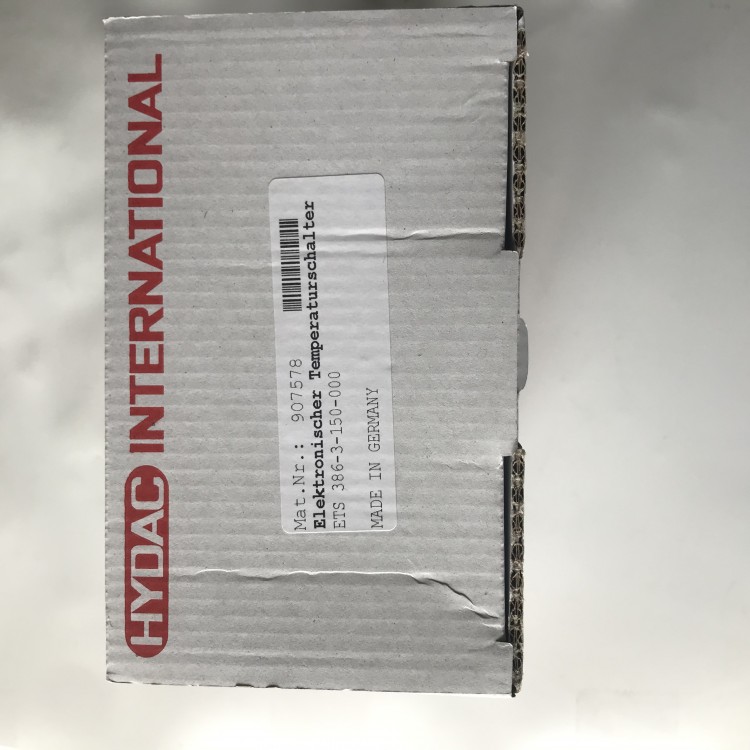 HYDAC INTERNATIONAL
Mat.Nr.: 907578
Elektronischer Temperaturschalter
ETS 386-3-150-000
MADE IN GERMANY